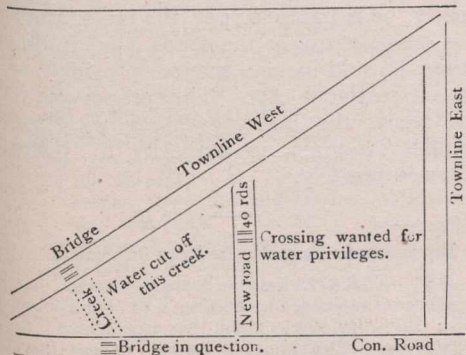 Townline West
Townline East
Bridge
Creek
Water cut off
this creek.
New road
40 rds
Crossing wanted for
water privileges.
Bridge in question.
Con. Road